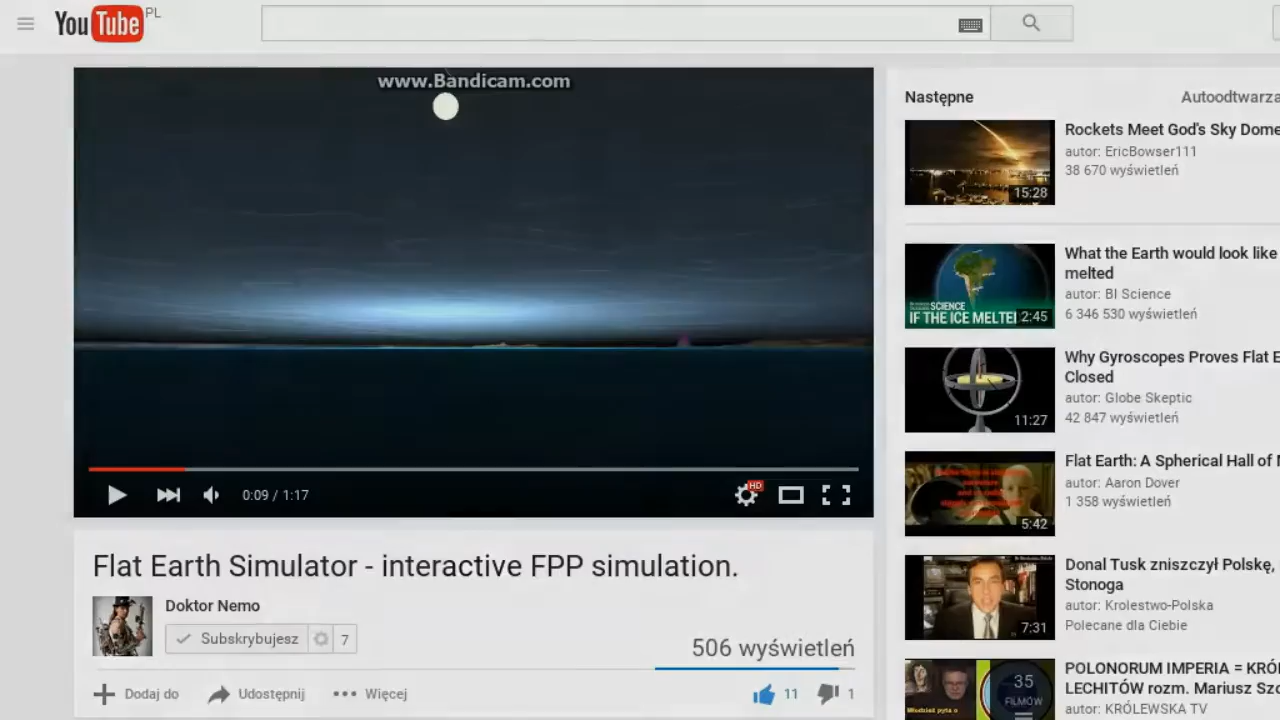 YouTube PL
www.Bandicam.com
0:09 / 1:17
HD
Flat Earth Simulator - interactive FPP simulation.
Doktor Nemo
Subskrybujesz 7
506 wyświetleń
Dodaj do Udostępnij Więcej 11 1
Następne Autoodtwarza
Rockets Meet God's Sky Dome
autor: EricBowser111
38 670 wyświetleń
15:28
What the Earth would look like
melted
autor: BI Science
6 346 530 wyświetleń
SCIENCE
IF THE ICE MELTE
2:45
Why Gyroscopes Proves Flat E
Closed
autor: Globe Skeptic
42 847 wyświetleń
11:27
Flat Earth: A Spherical Hall of M
autor: Aaron Dover
1 358 wyświetleń
5:42
Donal Tusk zniszczył Polskę,
Stonoga
autor: Krolestwo-Polska
Polecane dla Ciebie
7:31
POLONORUM IMPERIA = KRÓL
LECHITÓW rozm. Mariusz Szc
autor: KRÓLEWSKA TV
35
FILMÓW